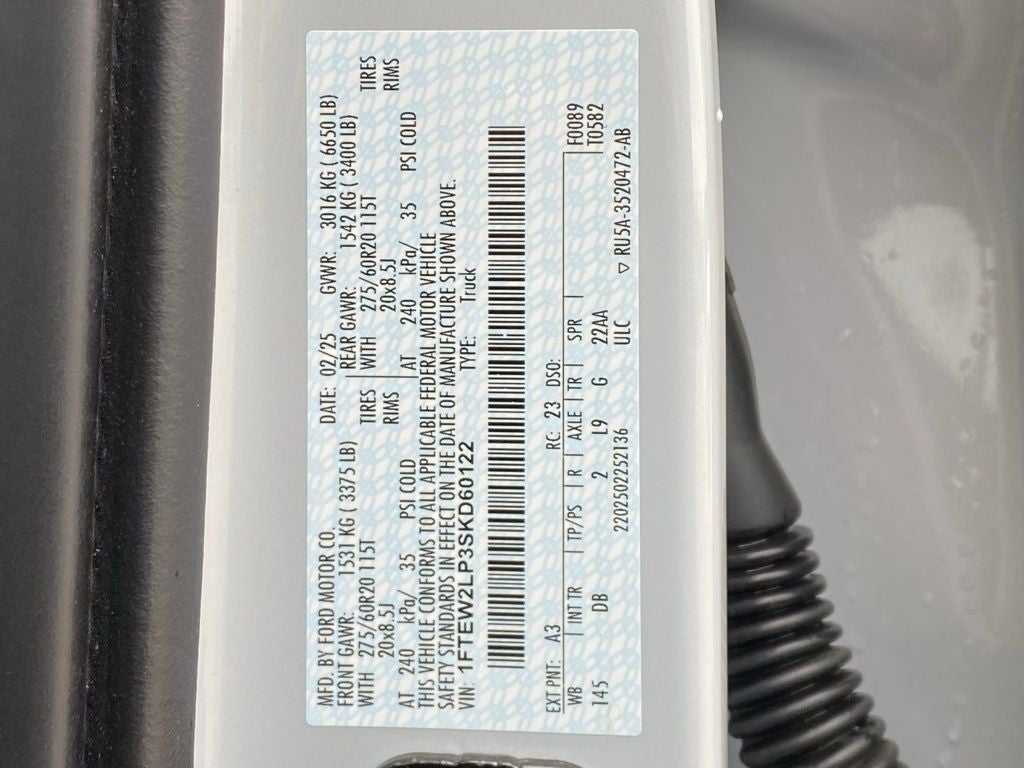 MFD. BY FORD MOTOR CO. DATE: 02/25 GVWR: 3016 KG ( 6650 LB)
FRONT GAWR: 1531 KG ( 3375 LB) REAR GAWR: 1542 KG ( 3400 LB)
WITH 275/60R20 115T TIRES WITH 275/60R20 115T TIRES
20x8.5J RIMS 20x8.5J RIMS
AT 240 kPa/ 35 PSI COLD AT 240 kPa/ 35 PSI COLD
THIS VEHICLE CONFORMS TO ALL APPLICABLE FEDERAL MOTOR VEHICLE
SAFETY STANDARDS IN EFFECT ON THE DATE OF MANUFACTURE SHOWN ABOVE.
VIN: 1FTEW2LP3SKD60122 TYPE: Truck
EXT PNT: A3 RC: 23 DSO: F0089
WB INT TR TP/PS R AXLE TR SPR T0582
145 DB 2 L9 G 22AA
2202502252136 ULC ▽ RU5A-3520472-AB